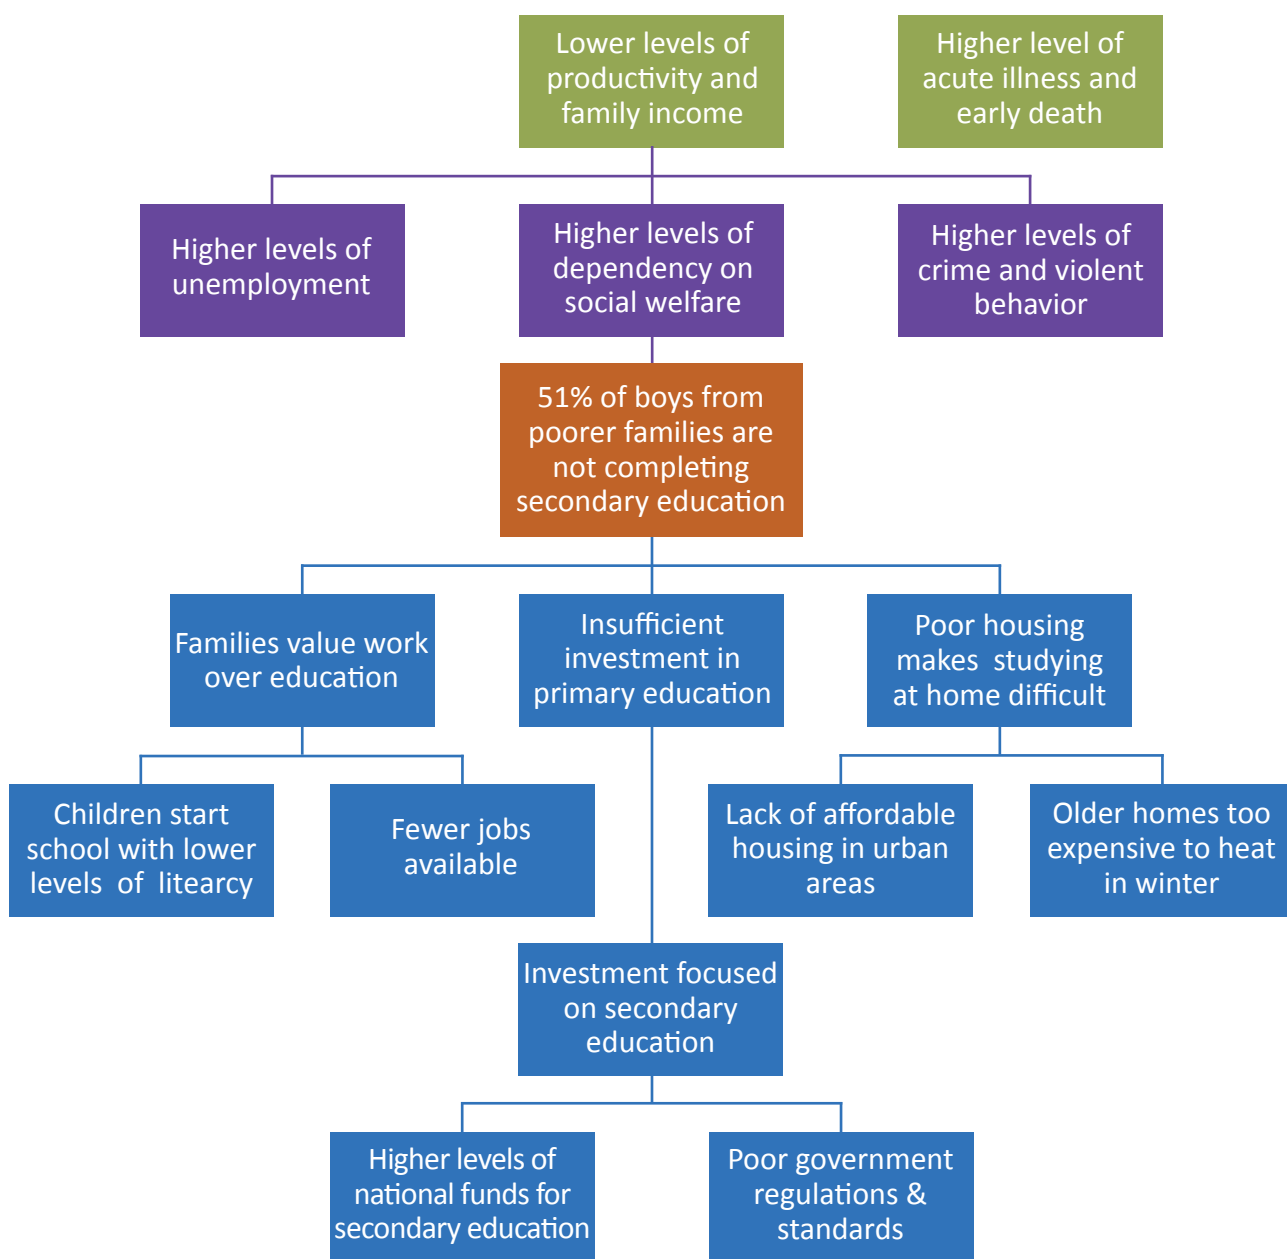 Lower levels of
productivity and
family income
Higher level of
acute illness and
early death
Higher levels of
unemployment
Higher levels of
dependency on
social welfare
Higher levels of
crime and violent
behavior
51% of boys from
poorer families are
not completing
secondary education
Families value work
over education
Insufficient
investment in
primary education
Poor housing
makes  studying
at home difficult
Children start
school with lower
levels  of  litearcy
Fewer jobs
available
Lack of affordable
housing in urban
areas
Older homes too
expensive to heat
in winter
Investment focused
on secondary
education
Higher levels of
national funds for
secondary education
Poor government
regulations &
standards